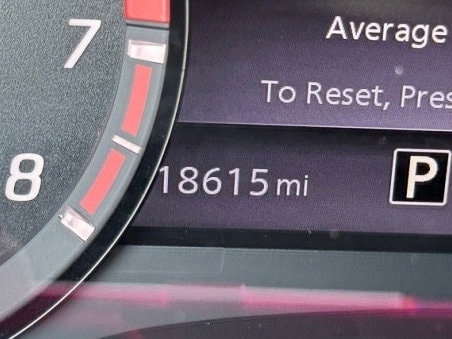 7
Average
To Reset, Pres
8
18615 mi
P